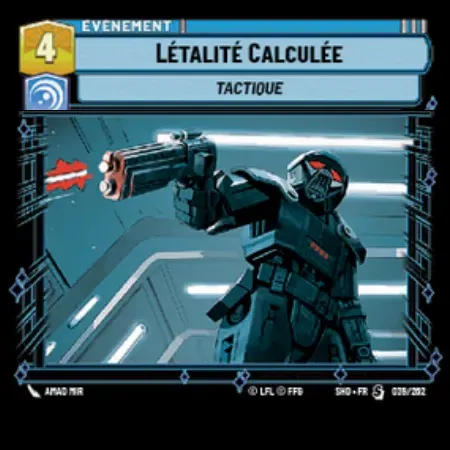 ÉVÉNEMENT
4
LÉTALITÉ CALCULÉE
TACTIQUE
AMAD MIR
© LFL ℗ FFG
SHD • FR
039/262